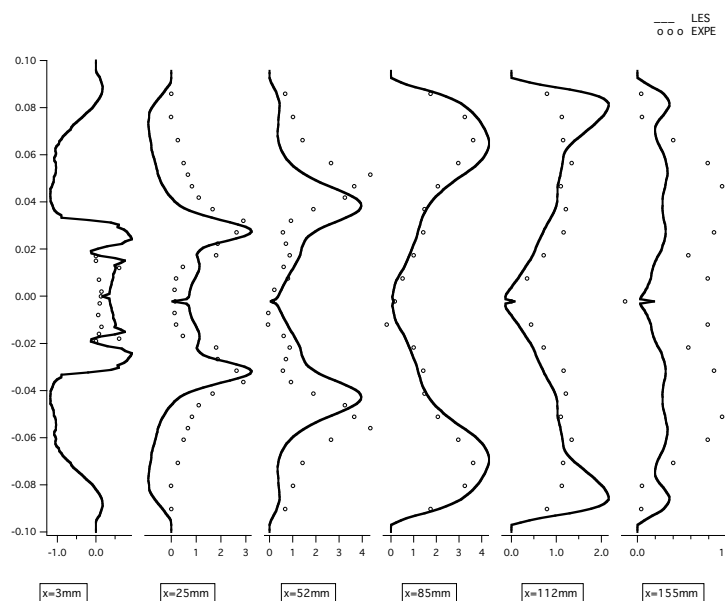 ___ LES
o o o EXPE
0.10
0.08
0.06
0.04
0.02
0.00
-0.02
-0.04
-0.06
-0.08
-0.10
-1.0 0.0 0 1 2 3 0 1 2 3 4 0 1 2 3 4 0.0 1.0 2.0 0 1
x=3mm x=25mm x=52mm x=85mm x=112mm x=155mm